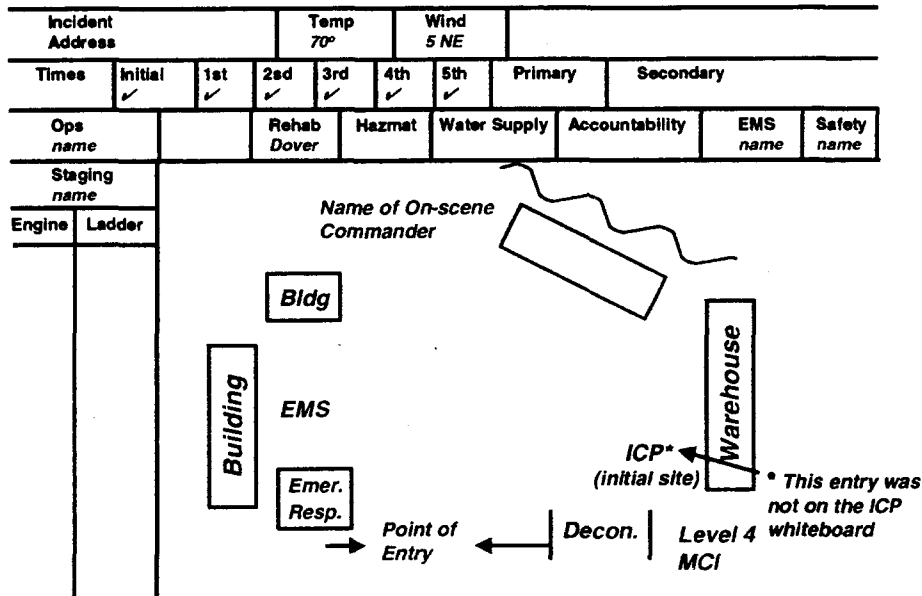 Incident
Address
Temp
70º
Wind
5 NE
Times
Initial
✓
1st
✓
2sd
✓
3rd
✓
4th
✓
5th
✓
Primary
Secondary
Ops
name
Rehab
Dover
Hazmat
Water Supply
Accountability
EMS
name
Safety
name
Staging
name
Engine
Ladder
Name of On-scene
Commander
Bldg
Building
EMS
Warehouse
ICP*
(initial site)
* This entry was
not on the ICP
whiteboard
Emer.
Resp.
Point of
Entry
Decon.
Level 4
MCI